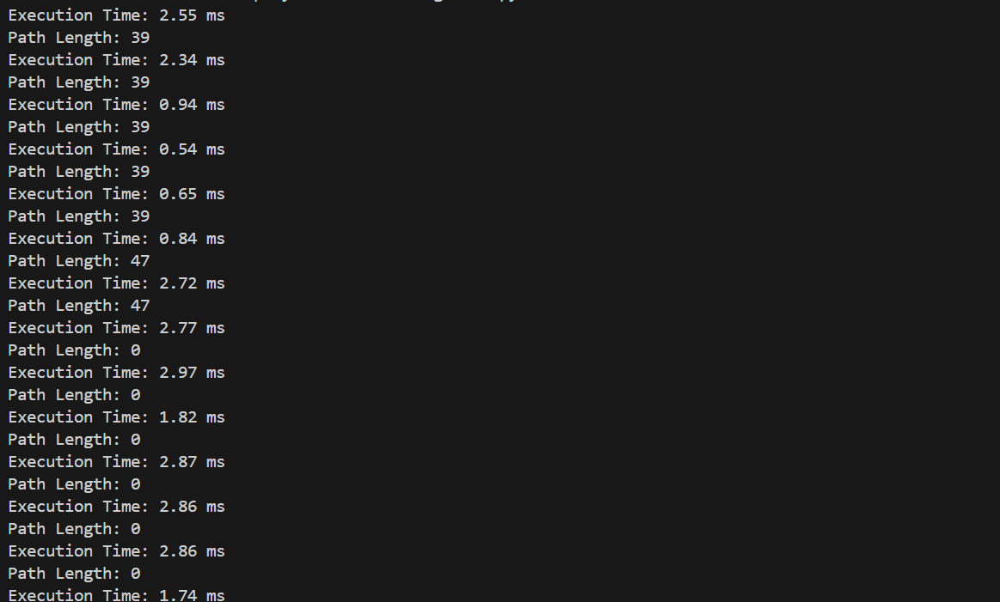 Execution Time: 2.55 ms
Path Length: 39
Execution Time: 2.34 ms
Path Length: 39
Execution Time: 0.94 ms
Path Length: 39
Execution Time: 0.54 ms
Path Length: 39
Execution Time: 0.65 ms
Path Length: 39
Execution Time: 0.84 ms
Path Length: 47
Execution Time: 2.72 ms
Path Length: 47
Execution Time: 2.77 ms
Path Length: 0
Execution Time: 2.97 ms
Path Length: 0
Execution Time: 1.82 ms
Path Length: 0
Execution Time: 2.87 ms
Path Length: 0
Execution Time: 2.86 ms
Path Length: 0
Execution Time: 2.86 ms
Path Length: 0
Execution Time: 1.74 ms